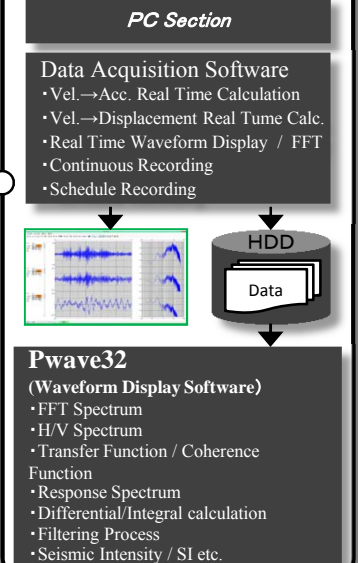 PC Section
Data Acquisition Software
・Vel.→Acc. Real Time Calculation
・Vel.→Displacement Real Tume Calc.
・Real Time Waveform Display / FFT
・Continuous Recording
・Schedule Recording
HDD
Data
Pwave32
(Waveform Display Software)
・FFT Spectrum
・H/V Spectrum
・Transfer Function / Coherence
Function
・Response Spectrum
・Differential/Integral calculation
・Filtering Process
・Seismic Intensity / SI etc.